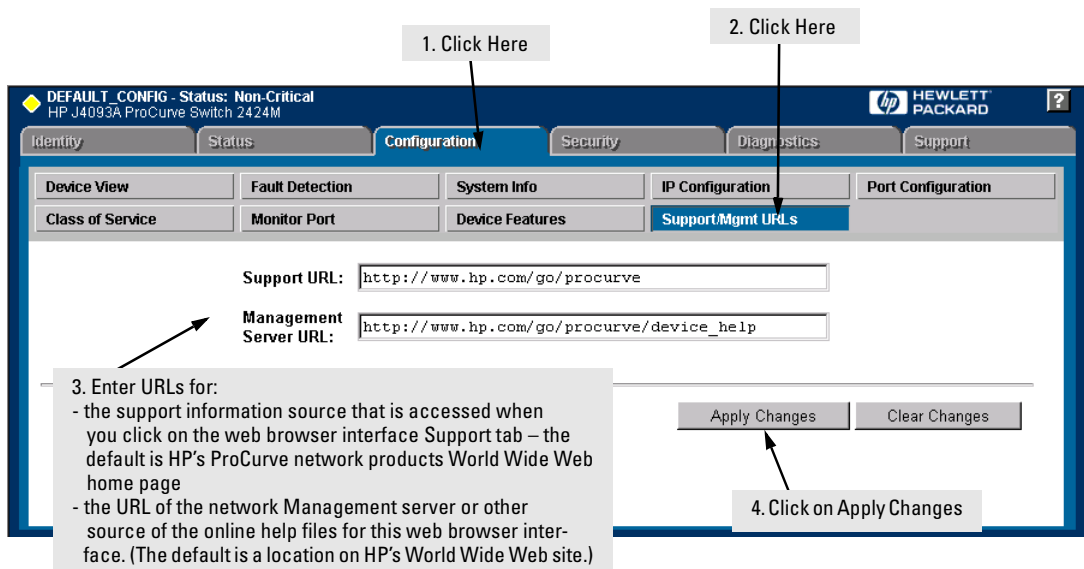 1. Click Here
2. Click Here
DEFAULT_CONFIG - Status: Non-Critical
HP J4093A ProCurve Switch 2424M
hp HEWLETT
PACKARD
?
Identity Status Configuration Security Diagnostics Support
Device View Fault Detection System Info IP Configuration Port Configuration
Class of Service Monitor Port Device Features Support/Mgmt URLs
Support URL: http://www.hp.com/go/procurve
Management
Server URL: http://www.hp.com/go/procurve/device_help
3. Enter URLs for:
- the support information source that is accessed when
you click on the web browser interface Support tab – the
default is HP's ProCurve network products World Wide Web
home page
- the URL of the network Management server or other
source of the online help files for this web browser inter-
face. (The default is a location on HP's World Wide Web site.)
Apply Changes Clear Changes
4. Click on Apply Changes